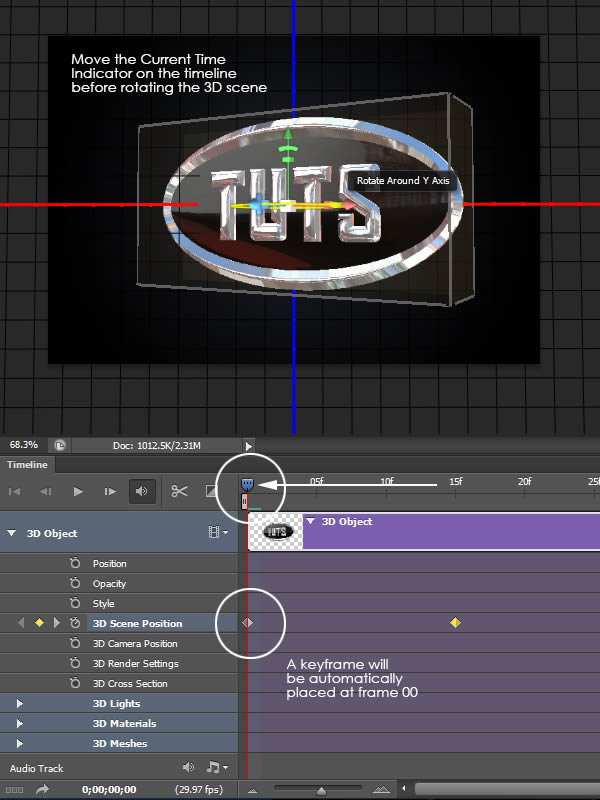 Move the Current Time
Indicator on the timeline
before rotating the 3D scene
TUTS
Rotate Around Y Axis
68.3%
Doc: 1012.5K/2.31M
Timeline
05f
10f
15f
20f
25
3D Object
TUTS
3D Object
Position
Opacity
Style
3D Scene Position
3D Camera Position
3D Render Settings
3D Cross Section
A keyframe will
be automatically
placed at frame 00
3D Lights
3D Materials
3D Meshes
Audio Track
0;00;00;00
(29.97 fps)